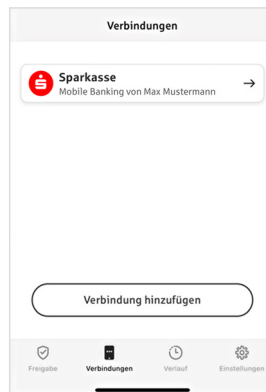 Verbindungen
Sparkasse
Mobile Banking von Max Mustermann
Verbindung hinzufügen
Freigabe Verbindungen Verlauf Einstellungen